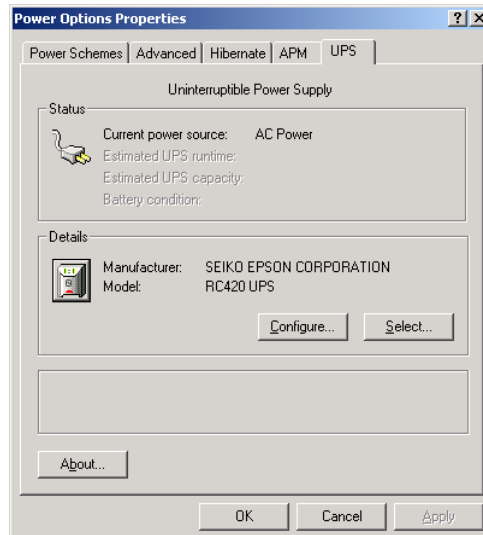 Power Options Properties
Power Schemes Advanced Hibernate APM UPS
Uninterruptible Power Supply
Status
Current power source: AC Power
Estimated UPS runtime:
Estimated UPS capacity:
Battery condition:
Details
Manufacturer: SEIKO EPSON CORPORATION
Model: RC420 UPS
Configure... Select...
About...
OK Cancel Apply